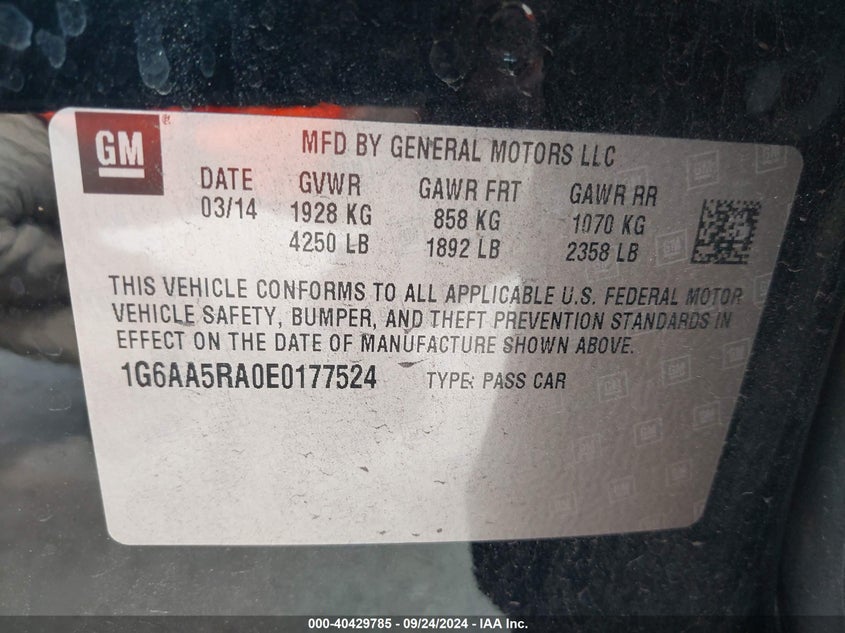 GM
MFD BY GENERAL MOTORS LLC
DATE GVWR GAWR FRT GAWR RR
03/14 1928 KG 858 KG 1070 KG
4250 LB 1892 LB 2358 LB
THIS VEHICLE CONFORMS TO ALL APPLICABLE U.S. FEDERAL MOTOR
VEHICLE SAFETY, BUMPER, AND THEFT PREVENTION STANDARDS IN
EFFECT ON THE DATE OF MANUFACTURE SHOWN ABOVE.
1G6AA5RA0E0177524 TYPE: PASS CAR
000-40429785 - 09/24/2024 - IAA Inc.